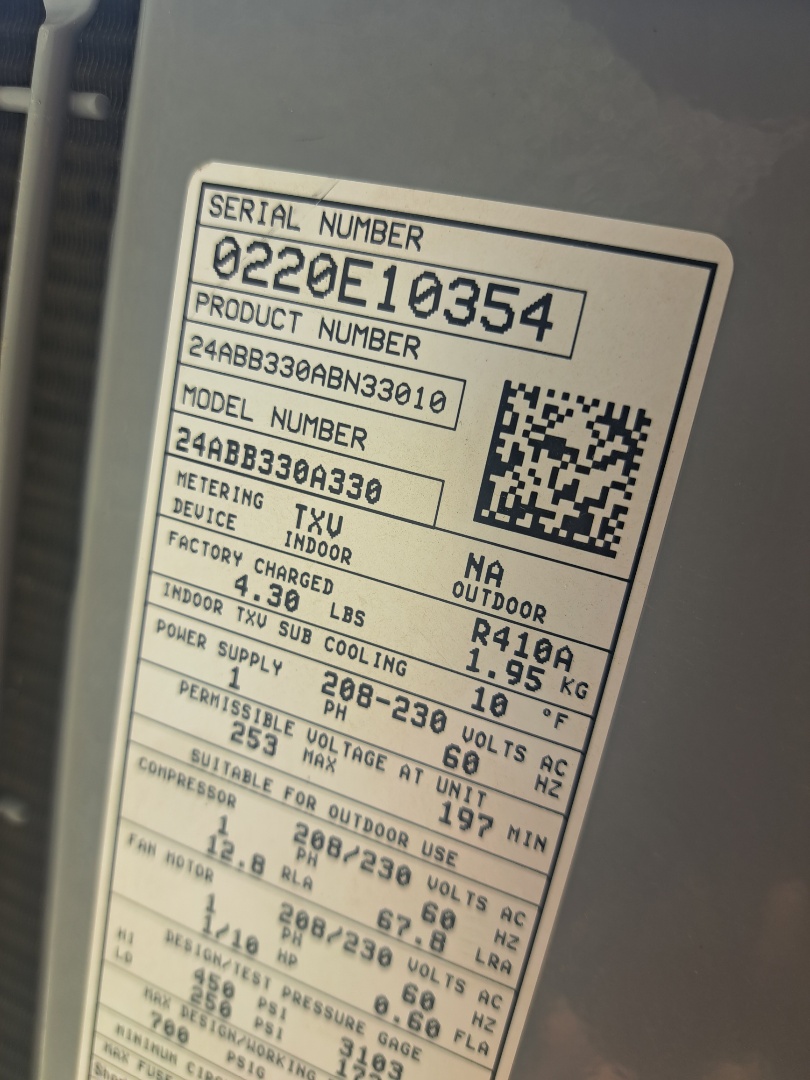 SERIAL NUMBER
0220E10354
PRODUCT NUMBER
24ABB330ABN33010
MODEL NUMBER
24ABB330A330
METERING DEVICE TXV INDOOR NA OUTDOOR
FACTORY CHARGED R410A
4.30 LBS 1.95 KG
INDOOR TXV SUB COOLING 10 °F
POWER SUPPLY 208-230 VOLTS AC
1 PH 60 HZ
PERMISSIBLE VOLTAGE AT UNIT
253 MAX 197 MIN
SUITABLE FOR OUTDOOR USE
COMPRESSOR 208/230 VOLTS AC
1 PH 60 HZ
12.8 RLA 67.8 LRA
FAN MOTOR 208/230 VOLTS AC
1 PH 60 HZ
1/10 HP 0.60 FLA
DESIGN/TEST PRESSURE GAGE
HI 450 PSI 3103
LO 250 PSI
MAX DESIGN/WORKING
700 PSIG
MINIMUM CIRC
MAX FUSE